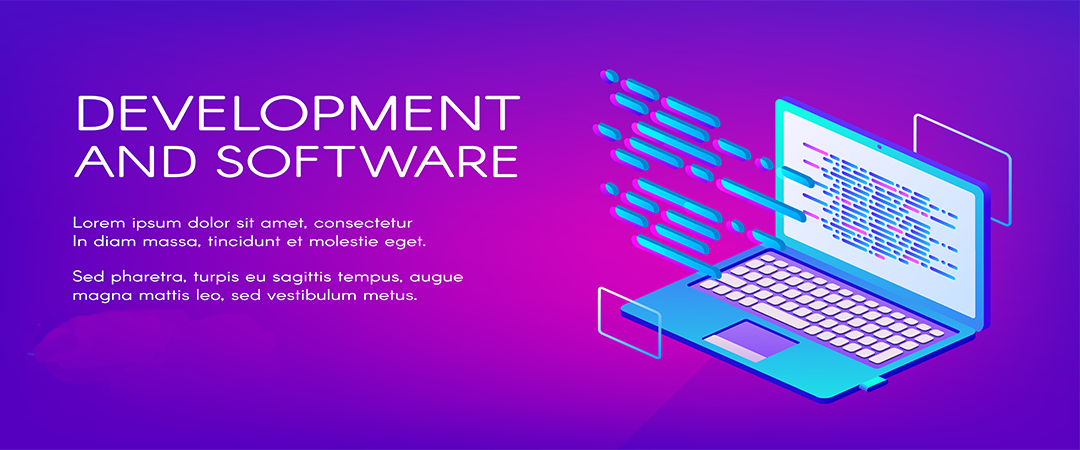 DEVELOPMENT
AND SOFTWARE
Lorem ipsum dolor sit amet, consectetur
In diam massa, tincidunt et molestie eget.
Sed pharetra, turpis eu sagittis tempus, augue
magna mattis leo, sed vestibulum metus.